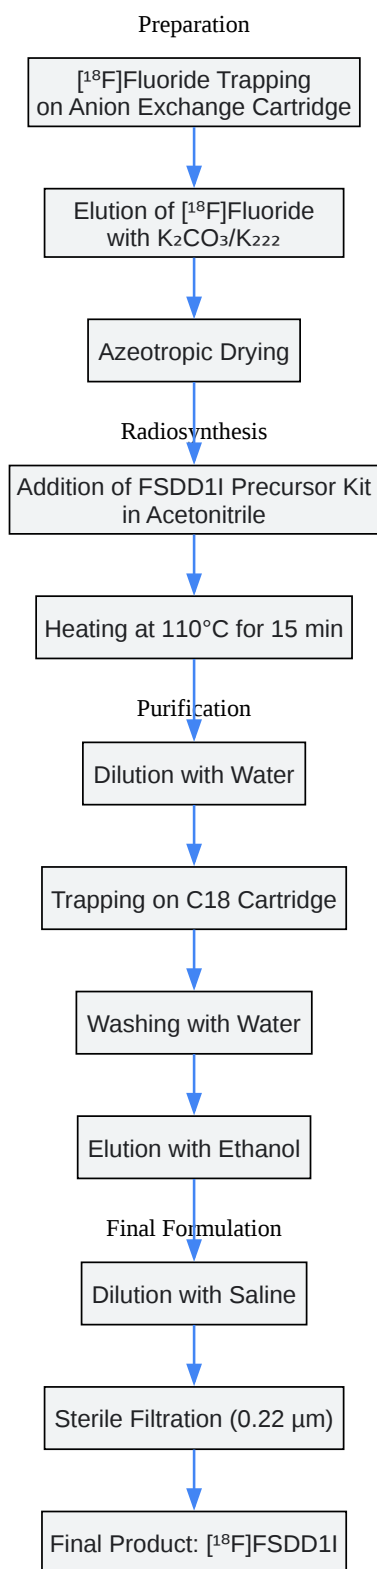 Preparation
[¹⁸F]Fluoride Trapping
on Anion Exchange Cartridge
Elution of [¹⁸F]Fluoride
with K₂CO₃/K₂₂₂
Azeotropic Drying
Radiosynthesis
Addition of FSDD1I Precursor Kit
in Acetonitrile
Heating at 110°C for 15 min
Purification
Dilution with Water
Trapping on C18 Cartridge
Washing with Water
Elution with Ethanol
Final Formulation
Dilution with Saline
Sterile Filtration (0.22 µm)
Final Product: [¹⁸F]FSDD1I